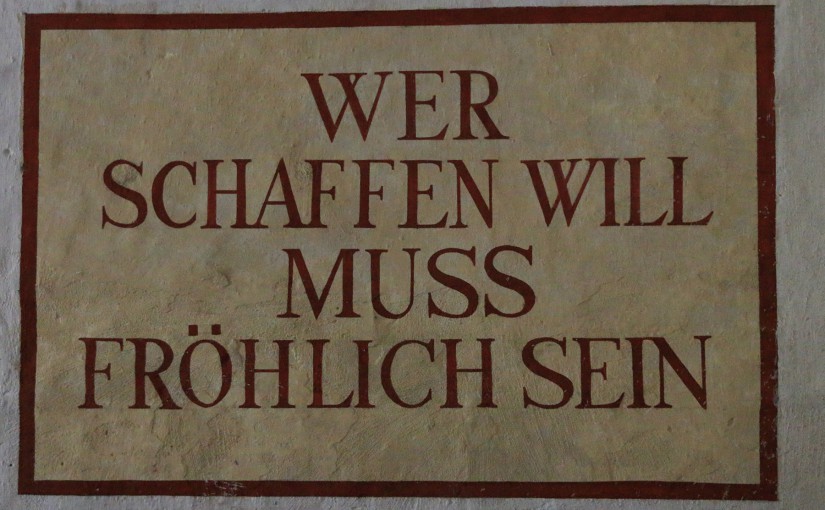 WER
SCHAFFEN WILL
MUSS
FRÖHLICH SEIN